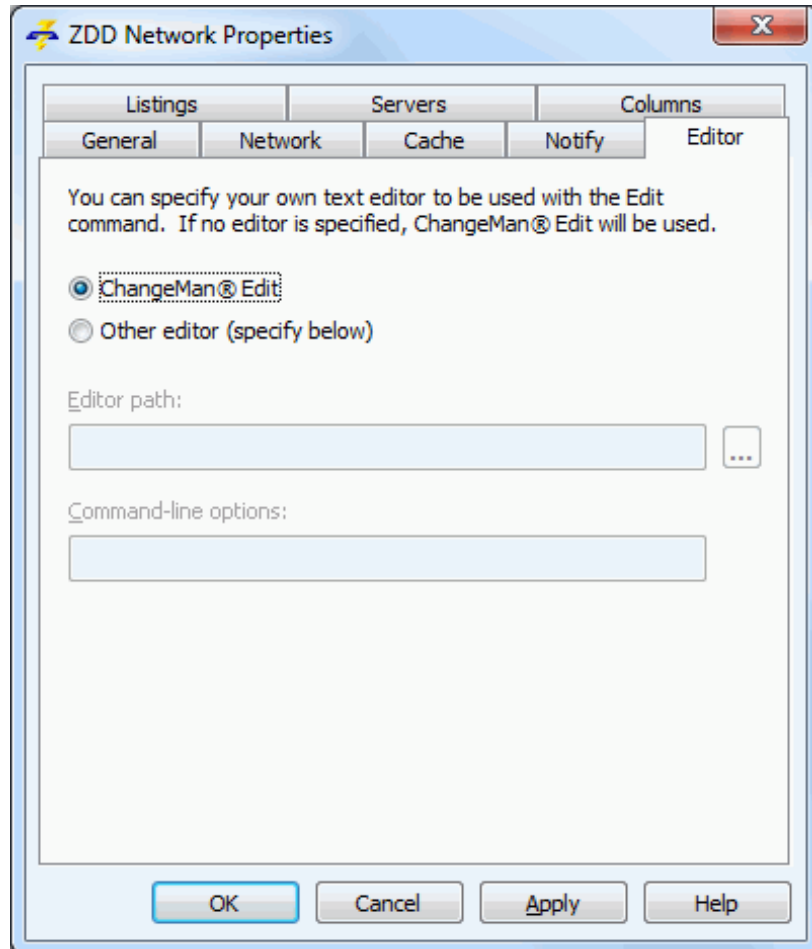 ZDD Network Properties
Listings Servers Columns
General Network Cache Notify Editor
You can specify your own text editor to be used with the Edit
command. If no editor is specified, ChangeMan® Edit will be used.
ChangeMan® Edit
Other editor (specify below)
Editor path:
...
Command-line options:
OK Cancel Apply Help